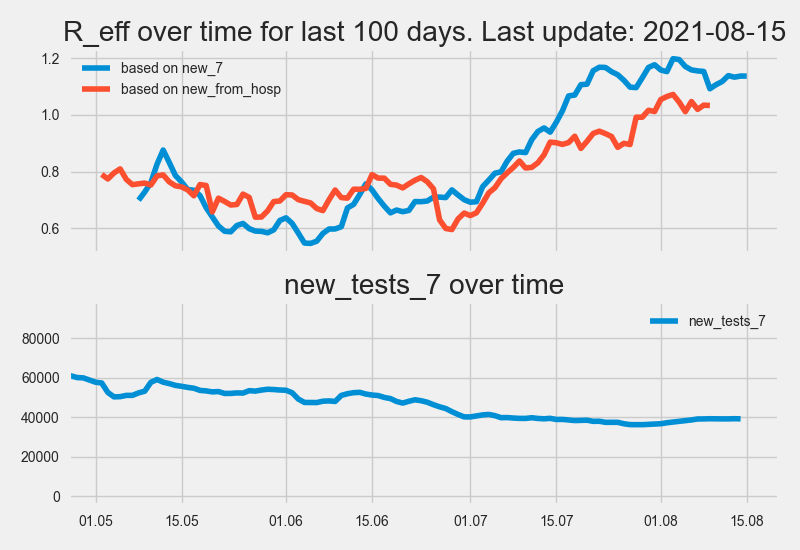 R_eff over time for last 100 days. Last update: 2021-08-15
1.2
based on new_7
based on new_from_hosp
1.0
0.8
0.6
new_tests_7 over time
new_tests_7
80000
60000
40000
20000
0
01.05 15.05 01.06 15.06 01.07 15.07 01.08 15.08